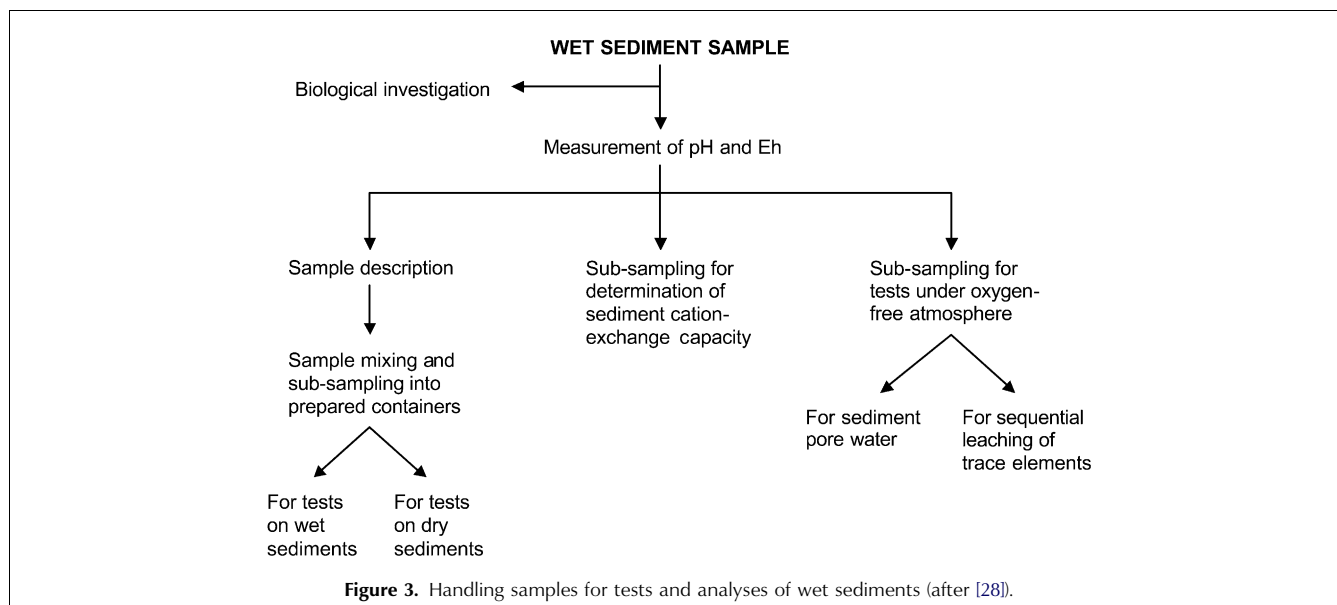 WET SEDIMENT SAMPLE
Biological investigation
Measurement of pH and Eh
Sample description
Sub-sampling for
determination of
sediment cation-
exchange capacity
Sub-sampling for
tests under oxygen-
free atmosphere
Sample mixing and
sub-sampling into
prepared containers
For sediment
pore water
For sequential
leaching of
trace elements
For tests
on wet
sediments
For tests
on dry
sediments
Figure 3. Handling samples for tests and analyses of wet sediments (after [28]).